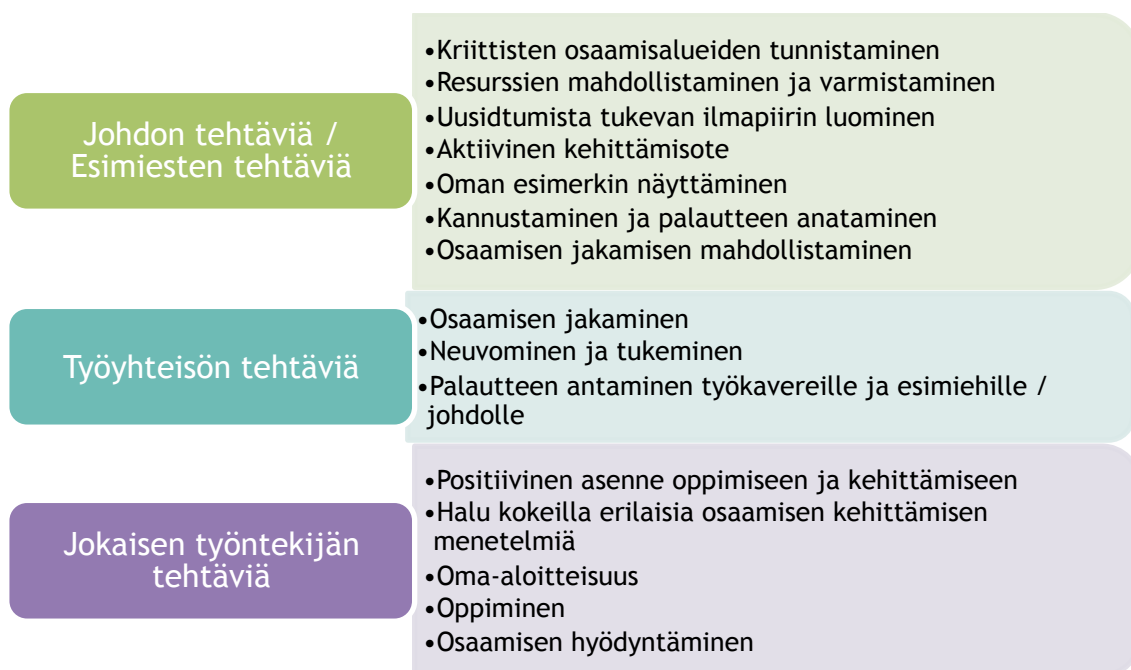 Johdon tehtäviä /
Esimiesten tehtäviä
•Kriittisten osaamisalueiden tunnistaminen
•Resurssien mahdollistaminen ja varmistaminen
•Uusidtumista tukevan ilmapiirin luominen
•Aktiivinen kehittämisote
•Oman esimerkin näyttäminen
•Kannustaminen ja palautteen anataminen
•Osaamisen jakamisen mahdollistaminen
Työyhteisön tehtäviä
•Osaamisen jakaminen
•Neuvominen ja tukeminen
•Palautteen antaminen työkavereille ja esimiehille /
johdolle
Jokaisen työntekijän
tehtäviä
•Positiivinen asenne oppimiseen ja kehittämiseen
•Halu kokeilla erilaisia osaamisen kehittämisen
menetelmiä
•Oma-aloitteisuus
•Oppiminen
•Osaamisen hyödyntäminen